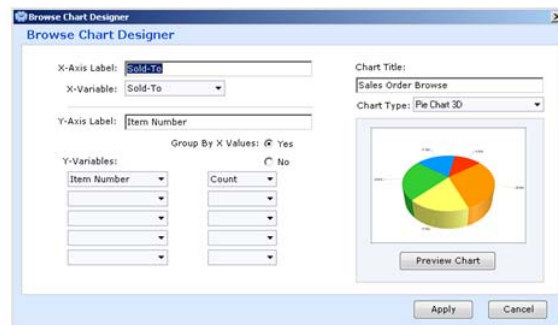 Browse Chart Designer
Browse Chart Designer
X-Axis Label: Sold-To
X-Variable: Sold-To
Y-Axis Label: Item Number
Group By X Values: Yes
No
Y-Variables:
Item Number Count
Chart Title:
Sales Order Browse
Chart Type: Pie Chart 3D
Preview Chart
Apply Cancel